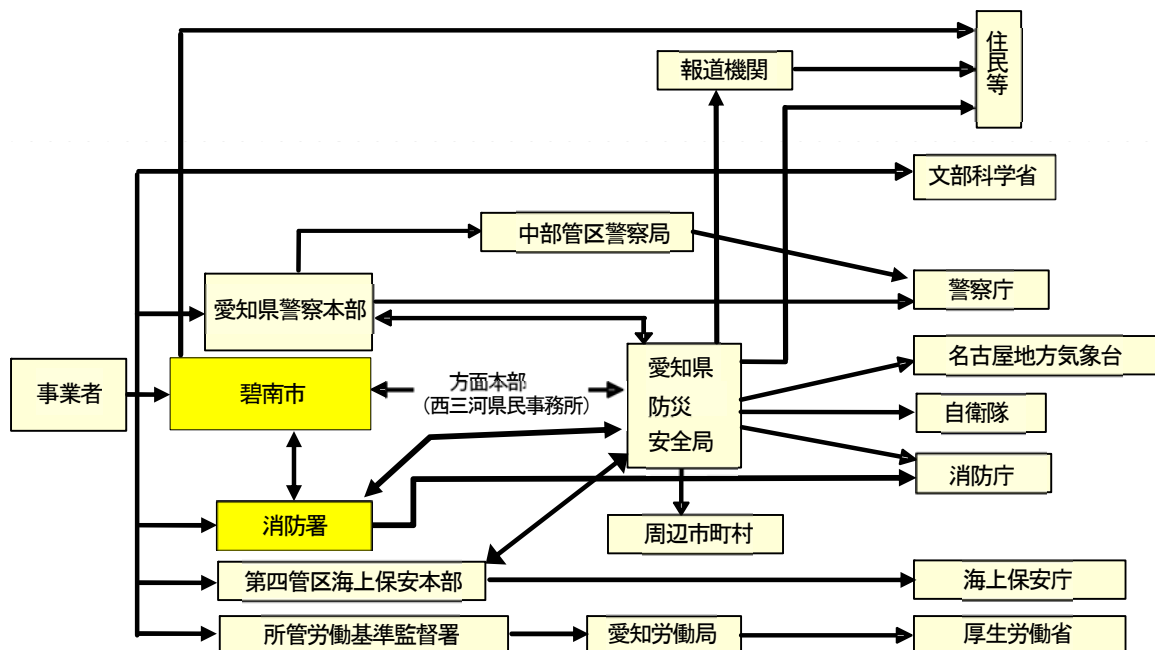 住民等
報道機関
文部科学省
中部管区警察局
警察庁
愛知県警察本部
名古屋地方気象台
事業者
碧南市
方面本部
（西三河県民事務所）
愛知県
防災
安全局
自衛隊
消防庁
消防署
周辺市町村
第四管区海上保安本部
海上保安庁
所管労働基準監督署
愛知労働局
厚生労働省